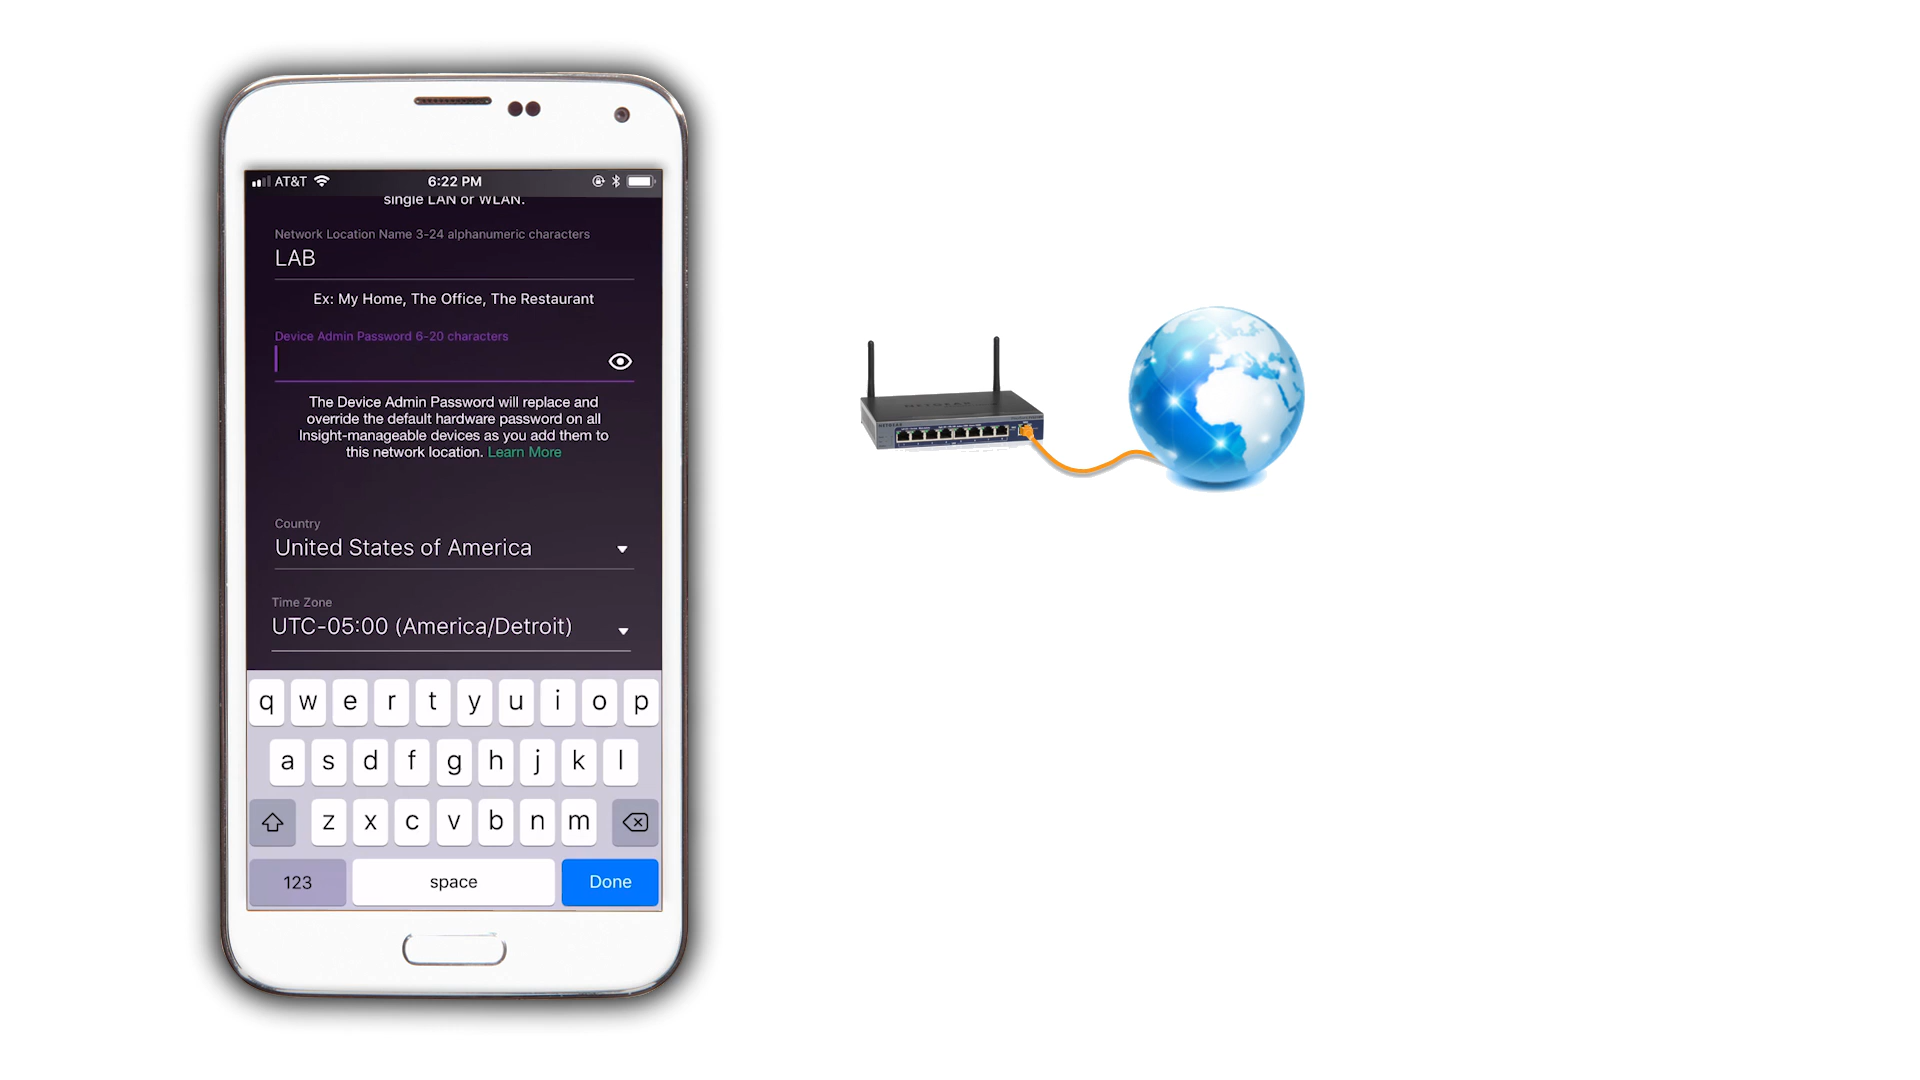 AT&T
6:22 PM
single LAN or WLAN.
Network Location Name 3-24 alphanumeric characters
LAB
Ex: My Home, The Office, The Restaurant
Device Admin Password 6-20 characters
The Device Admin Password will replace and
override the default hardware password on all
Insight-manageable devices as you add them to
this network location. Learn More
Country
United States of America
Time Zone
UTC-05:00 (America/Detroit)
q w e r t y u i o p
a s d f g h j k l
z x c v b n m
123 space Done
NETGEAR
NETGEAR